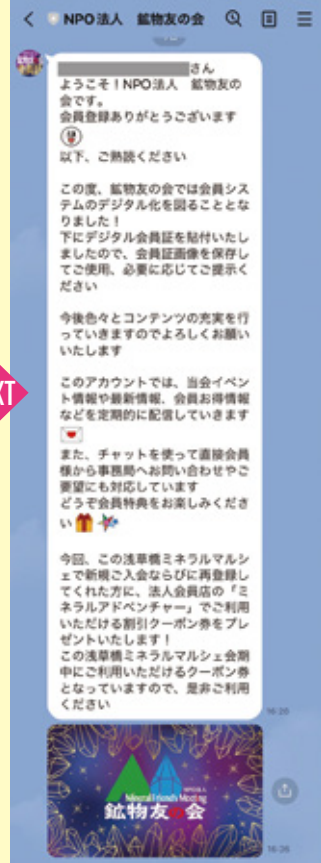 NPO法人 鉱物友の会
さん
ようこそ！NPO法人 鉱物友の
会です。
会員登録ありがとうございます
以下、ご熟読ください
この度、鉱物友の会では会員シス
テムのデジタル化を図ることとな
りました！
下にデジタル会員証を貼付いたし
ましたので、会員証画像を保存し
てご使用、必要に応じてご提示く
ださい
今後色々とコンテンツの充実を行
っていきますのでよろしくお願い
いたします
このアカウントでは、当会イベン
ト情報や最新情報、会員お得情報
などを定期的に配信していきます
また、チャットを使って直接会員
様から事務局へお問い合わせやご
要望にも対応しています
どうぞ会員特典をお楽しみくださ
い
今回、この浅草橋ミネラルマルシ
ェで新規ご入会ならびに再登録し
てくれた方に、法人会員店の「ミ
ネラルアドベンチャー」でご利用
いただける割引クーポン券をプレ
ゼントいたします！
この浅草橋ミネラルマルシェ会期
中にご利用いただけるクーポン券
となっていますので、是非ご利用
ください
16:26
Mineral Friends Meeting
鉱物友の会
16:26
XT